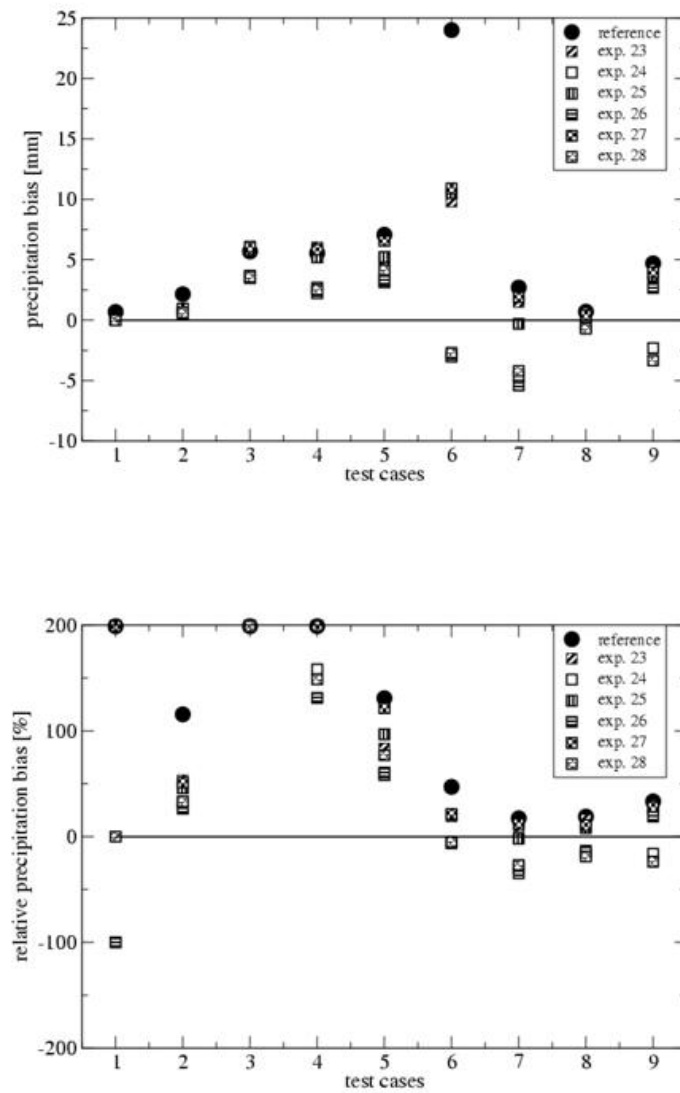 25
20
15
10
5
0
-5
-10
precipitation bias [mm]
reference
exp. 23
exp. 24
exp. 25
exp. 26
exp. 27
exp. 28
1 2 3 4 5 6 7 8 9
test cases
200
100
0
-100
-200
relative precipitation bias [%]
reference
exp. 23
exp. 24
exp. 25
exp. 26
exp. 27
exp. 28
1 2 3 4 5 6 7 8 9
test cases